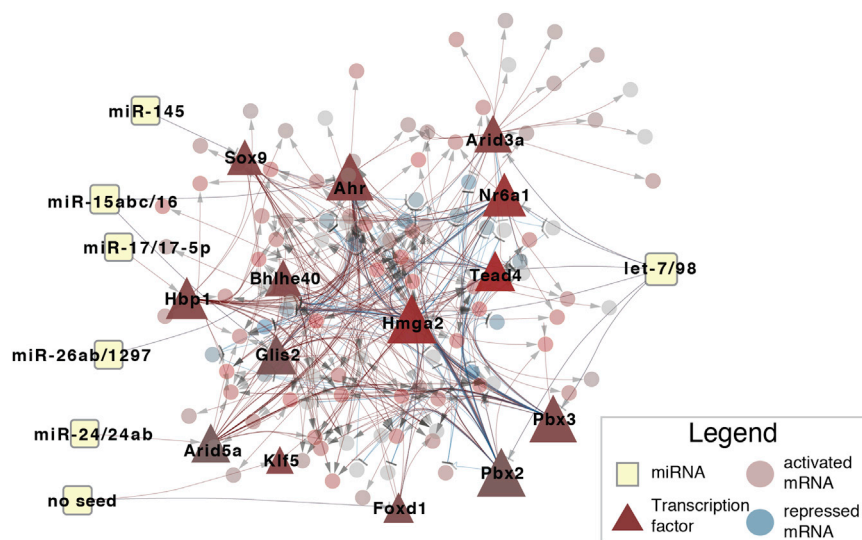 miR-145
Arid3a
Sox9
Ahr
miR-15abc/16
Nr6a1
miR-17/17-5p
let-7/98
Bhlhe40
Tead4
Hbp1
Hmga2
miR-26ab/1297
Glis2
Pbx3
miR-24/24ab
Arid5a
Klf5
Pbx2
no seed
Foxd1
Legend
miRNA
activated
mRNA
Transcription
factor
repressed
mRNA